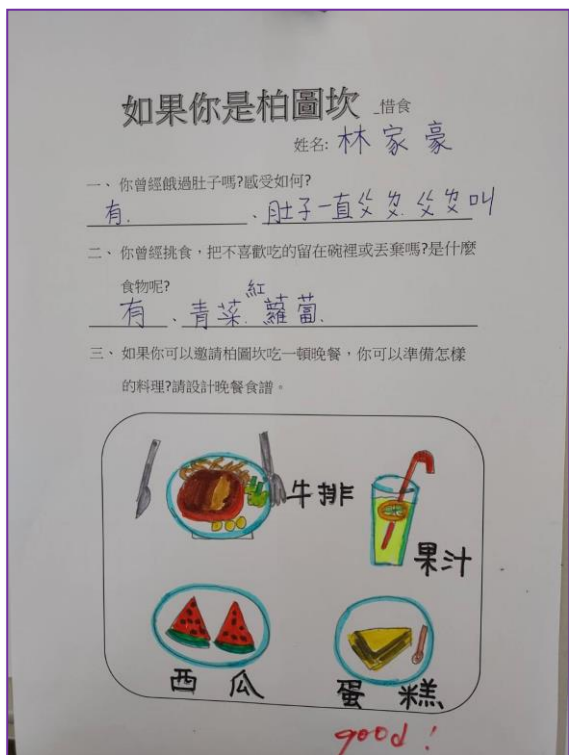 如果你是柏圖坎 _惜食
姓名: 林家豪
一、你曾經餓過肚子嗎?感受如何?
有. 、肚子一直ㄍㄌ.ㄍㄌ叫
二、你曾經挑食，把不喜歡吃的留在碗裡或丟棄嗎?是什麼
食物呢?
紅
有、青菜.蘿蔔.
三、如果你可以邀請柏圖坎吃一頓晚餐，你可以準備怎樣
的料理?請設計晚餐食譜。
牛排
果汁
西瓜
蛋糕
good!